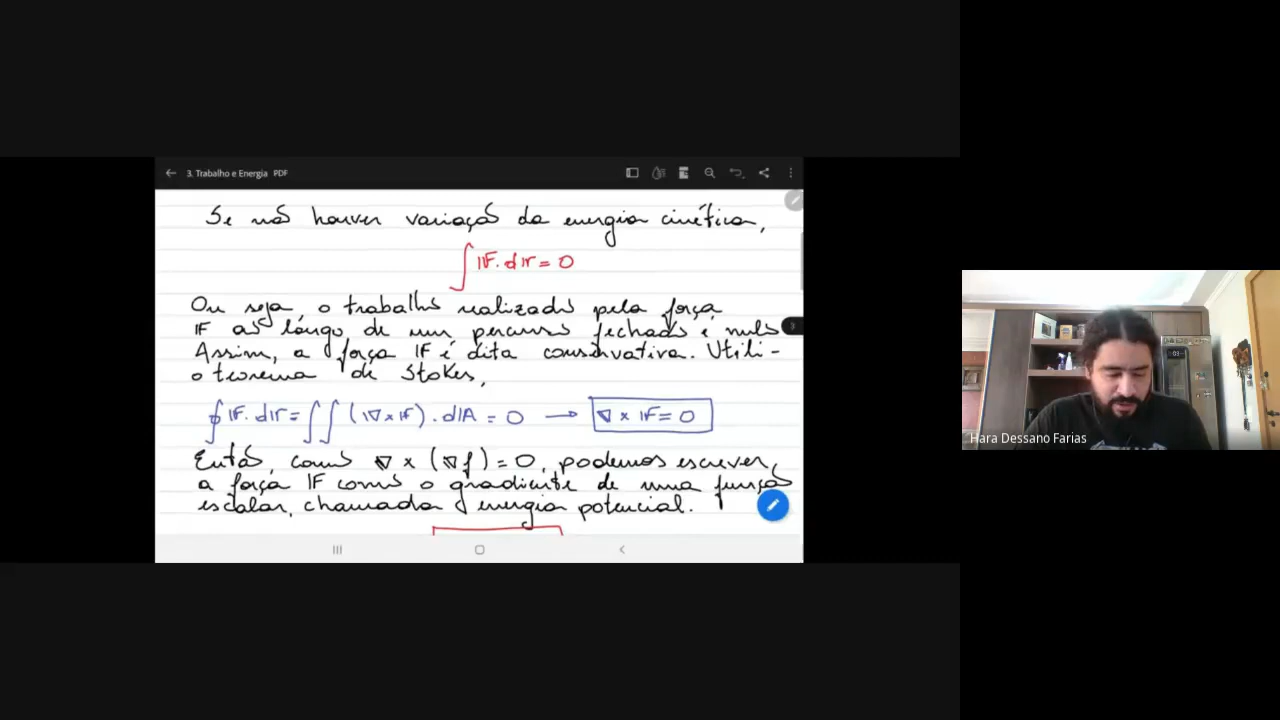 3. Trabalho e Energia PDF
Se não houver variação da energia cinética,
∫ F. dr = 0
Ou seja, o trabalho realizado pela força
F ao longo de um percurso fechado é nulo
Assim, a força F é dita conservativa. Utili-
o teorema de Stokes,
∮ F. dr = ∫∫ (∇ x F) . dA = 0 → ∇ x F = 0
Então, como ∇ x (∇f) = 0, podemos escrever,
a força F como o gradiente de uma função
escalar, chamada energia potencial.
3
Hara Dessano Farias